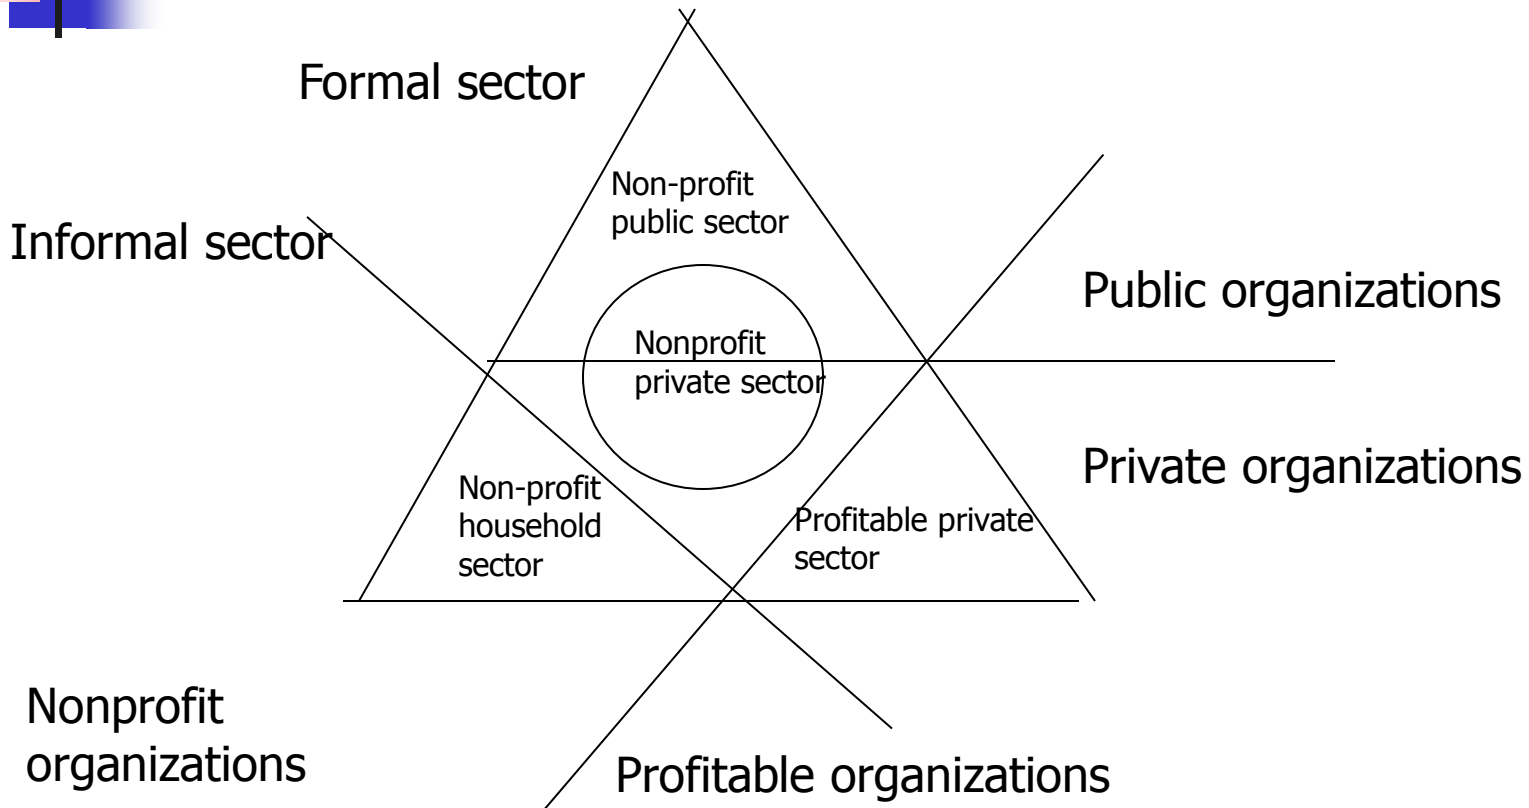 Formal sector
Non-profit
public sector
Informal sector
Public organizations
Nonprofit
private sector
Private organizations
Non-profit
household
sector
Profitable private
sector
Nonprofit
organizations
Profitable organizations